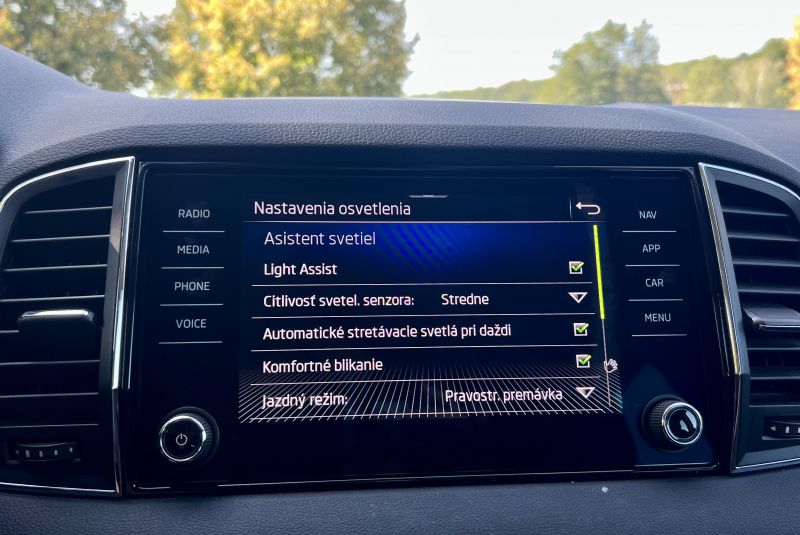 Nastavenia osvetlenia
Asistent svetiel
Light Assist
Citlivosť svetel. senzora: Stredne
Automatické stretávacie svetlá pri daždi
Komfortné blikanie
Jazdný režim: Pravostr. premávka
RADIO
MEDIA
PHONE
VOICE
NAV
APP
CAR
MENU